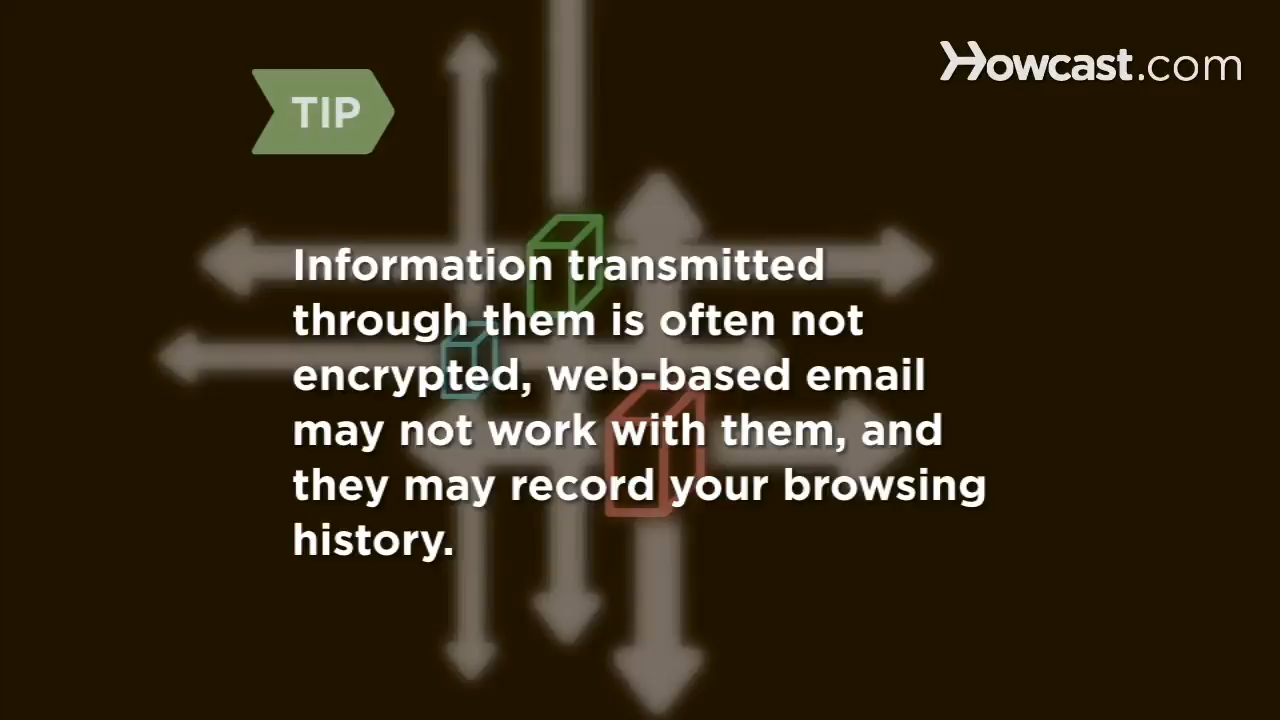 Howcast.com
TIP
Information transmitted
through them is often not
encrypted, web-based email
may not work with them, and
they may record your browsing
history.